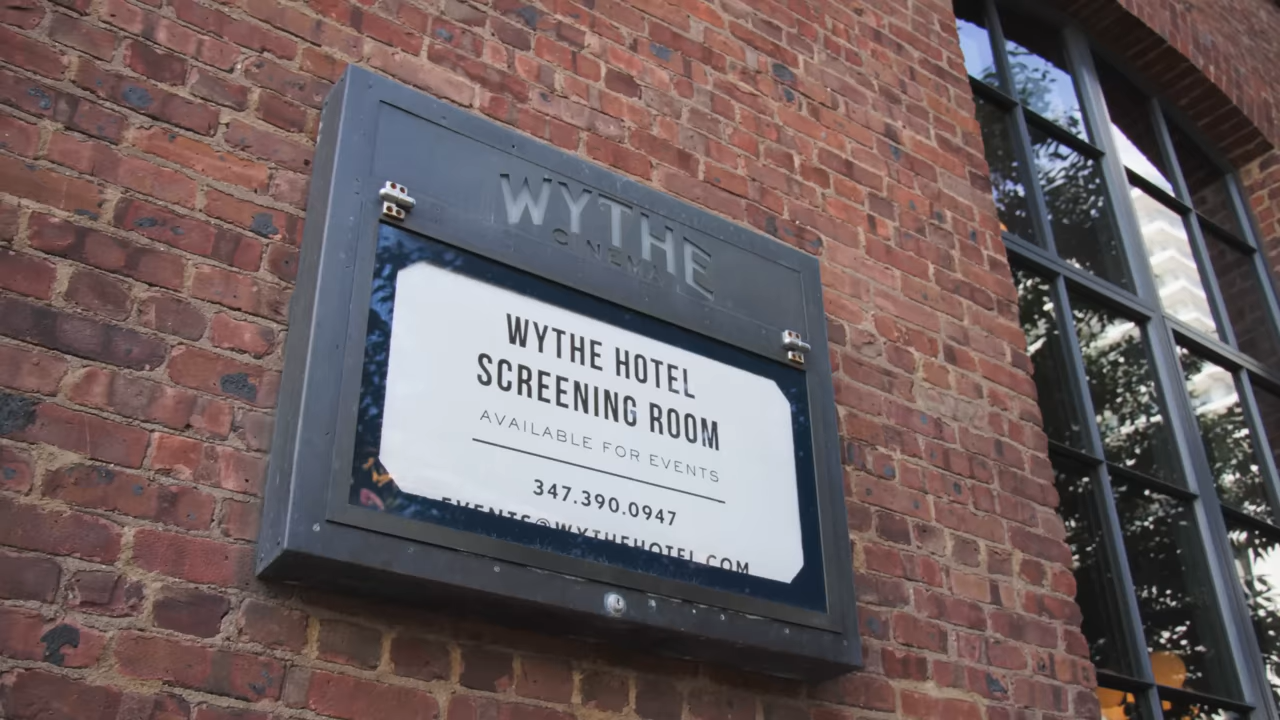 WYTHE
CINEMA
WYTHE HOTEL
SCREENING ROOM
AVAILABLE FOR EVENTS
347.390.0947
EVENTS@WYTHEHOTEL.COM